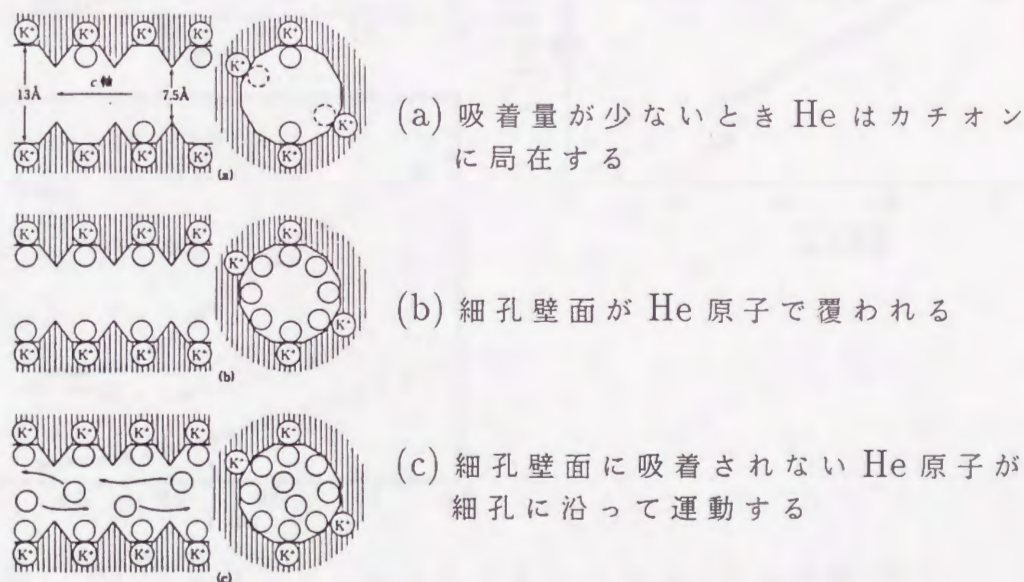 K⁺ K⁺ K⁺ K⁺ K⁺
K⁺
13Å c 軸 7.5Å
K⁺
K⁺ K⁺ K⁺ K⁺ K⁺
(a)
(a) 吸着量が少ないとき He はカチオン
に局在する
K⁺ K⁺ K⁺ K⁺ K⁺
K⁺
K⁺
K⁺ K⁺ K⁺ K⁺ K⁺
(b)
(b) 細孔壁面が He 原子で覆われる
K⁺ K⁺ K⁺ K⁺ K⁺
K⁺
K⁺
K⁺ K⁺ K⁺ K⁺ K⁺
(c)
(c) 細孔壁面に吸着されない He 原子が
細孔に沿って運動する